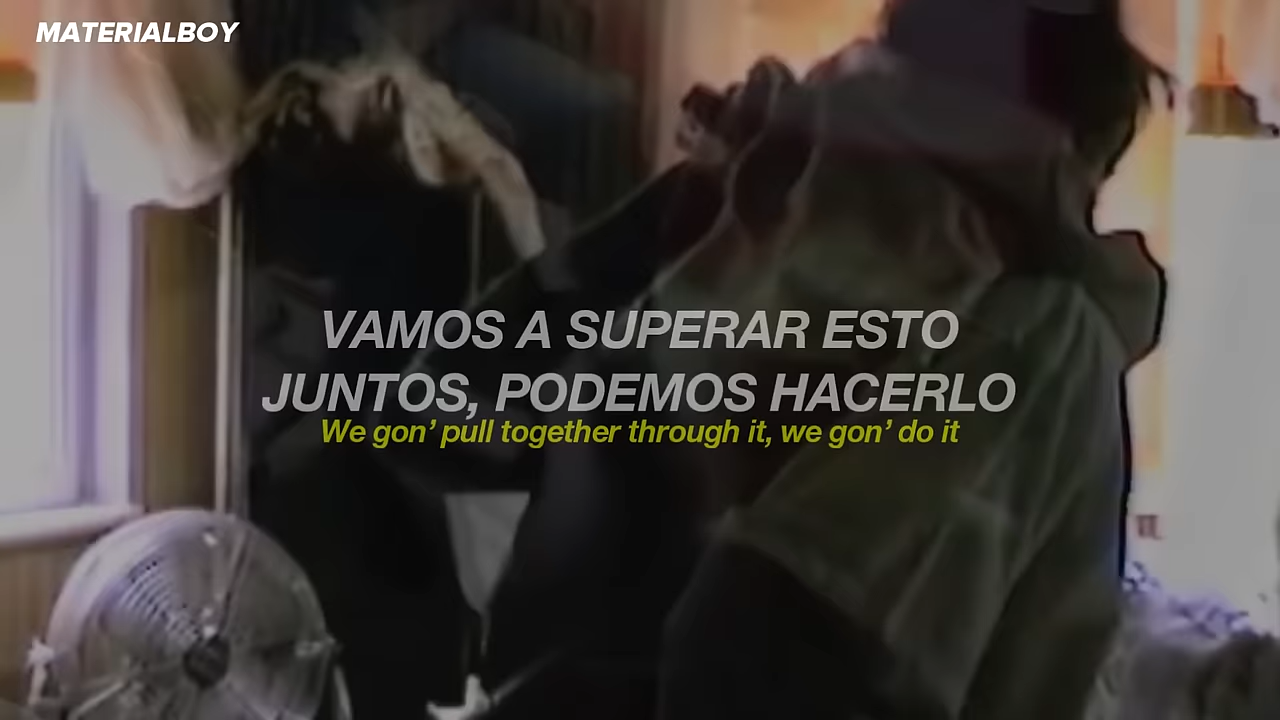 MATERIALBOY
VAMOS A SUPERAR ESTO
JUNTOS, PODEMOS HACERLO
We gon’ pull together through it, we gon’ do it